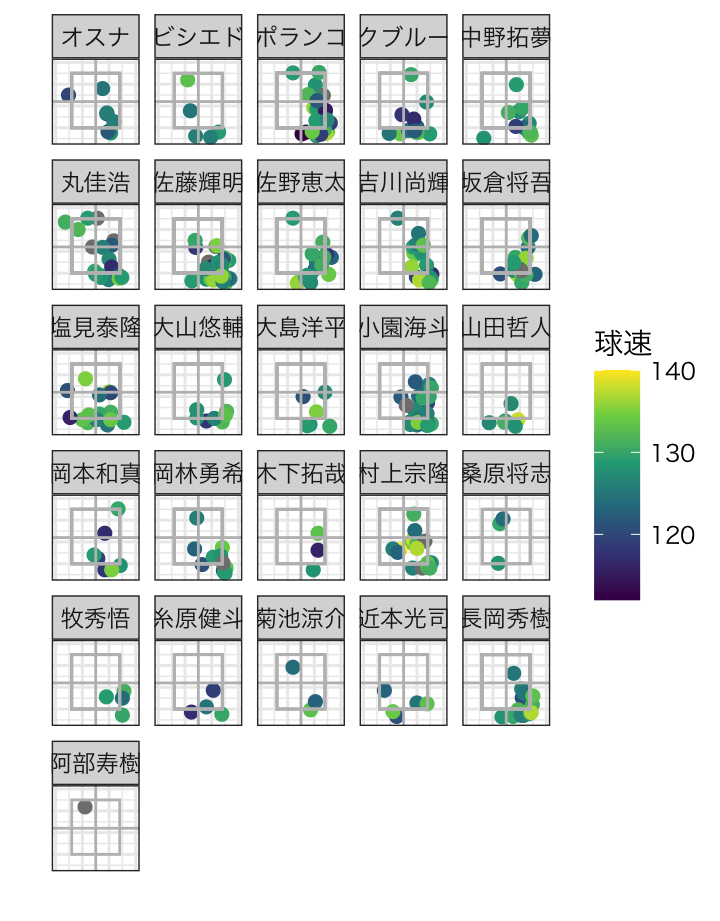 オスナ
ビシエド
ポランコ
クブルー
中野拓夢
丸佳浩
佐藤輝明
佐野恵太
吉川尚輝
坂倉将吾
塩見泰隆
大山悠輔
大島洋平
小園海斗
山田哲人
岡本和真
岡林勇希
木下拓哉
村上宗隆
桑原将志
牧秀悟
糸原健斗
菊池涼介
近本光司
長岡秀樹
阿部寿樹
球速
140
130
120